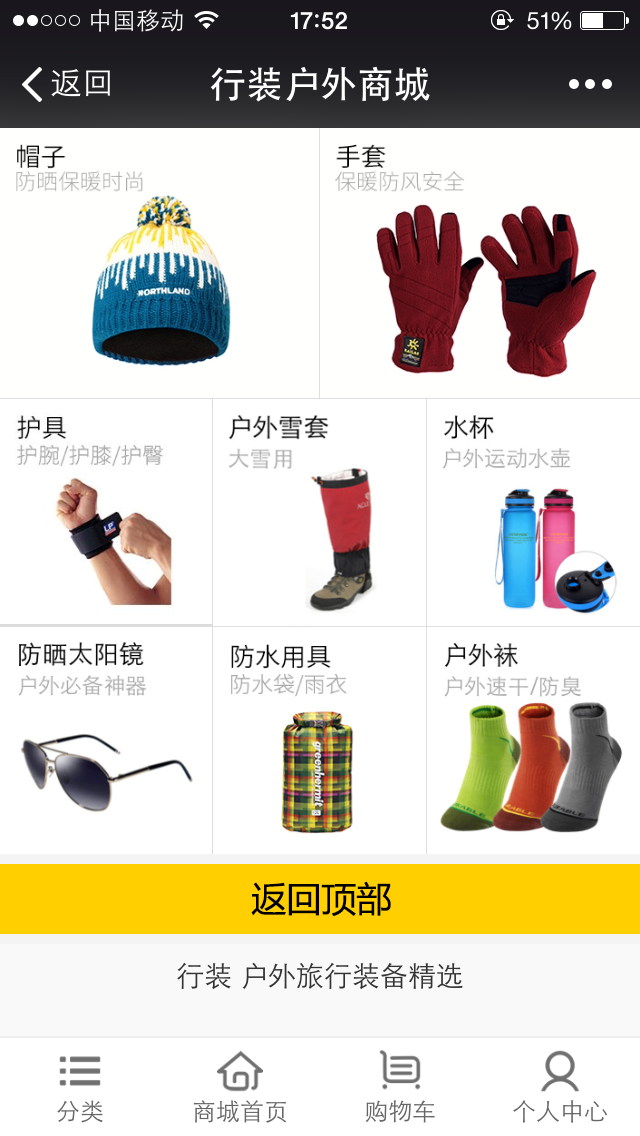 中国移动
17:52
51%
返回
行装户外商城
帽子
防晒保暖时尚
NORTHLAND
手套
保暖防风安全
KAILAS
护具
护腕/护膝/护臀
LP
户外雪套
大雪用
水杯
户外运动水壶
防晒太阳镜
户外必备神器
防水用具
防水袋/雨衣
greenhermit
户外袜
户外速干/防臭
返回顶部
行装 户外旅行装备精选
分类
商城首页
购物车
个人中心